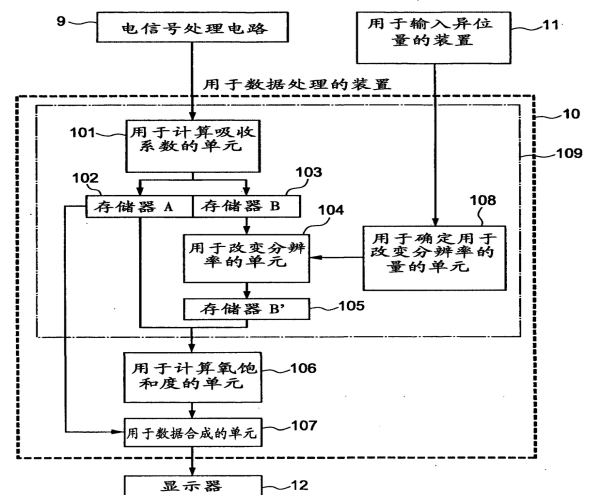 9
电信号处理电路
用于输入异位
量的装置
11
用于数据处理的装置
10
109
101
用于计算吸收
系数的单元
102
103
存储器 A
存储器 B
104
108
用于改变分辨
率的单元
用于确定用于
改变分辨率的
量的单元
存储器 B'
105
用于计算氧饱
和度的单元
106
用于数据合成的单元
107
显示器
12